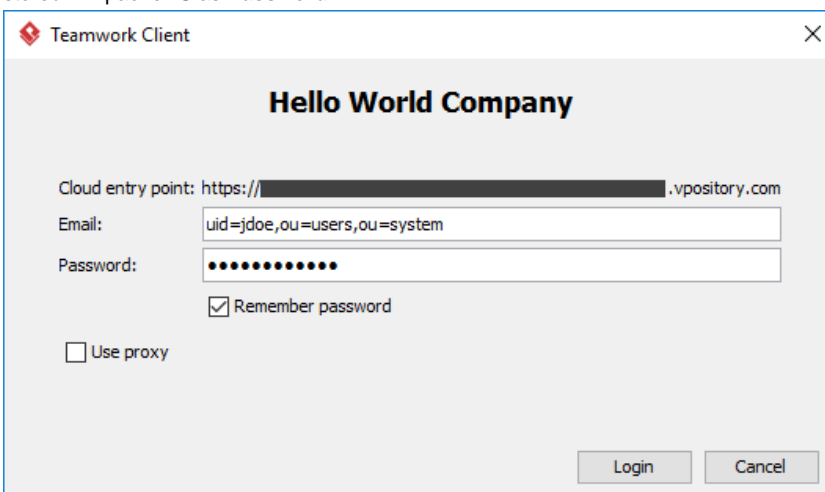 Teamwork Client
Hello World Company
Cloud entry point: https:// .vpository.com
Email: uid=jdoe,ou=users,ou=system
Password: ●●●●●●●●●●●●
Remember password
Use proxy
Login Cancel